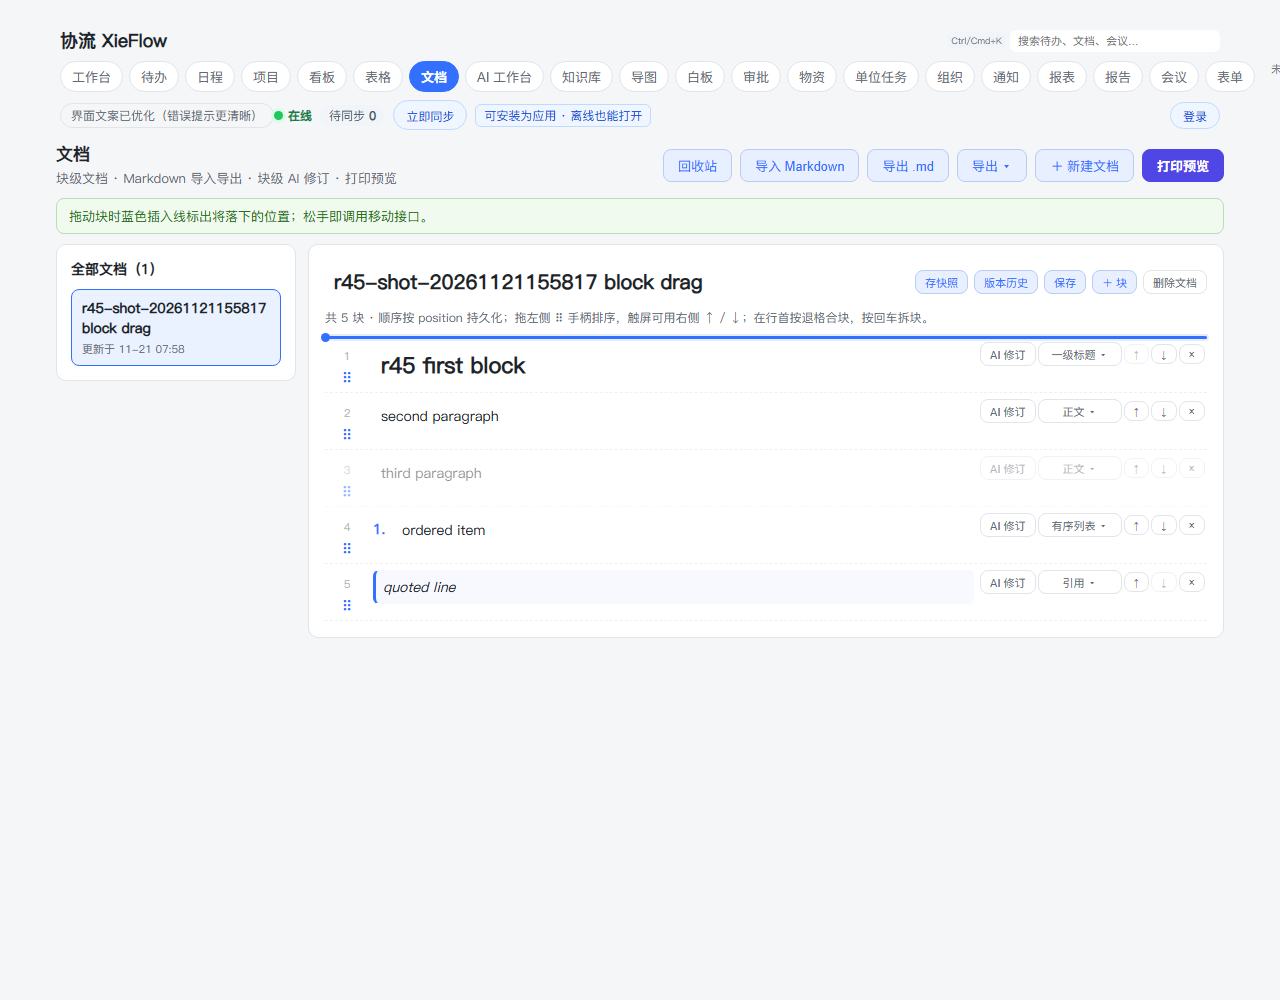 协流 XieFlow
Ctrl/Cmd+K 搜索待办、文档、会议...
工作台 待办 日程 项目 看板 表格 文档 AI 工作台 知识库 导图 白板 审批 物资 单位任务 组织 通知 报表 报告 会议 表单 未
界面文案已优化（错误提示更清晰） 在线 待同步 0 立即同步 可安装为应用 · 离线也能打开 登录
文档
块级文档 · Markdown 导入导出 · 块级 AI 修订 · 打印预览
回收站 导入 Markdown 导出 .md 导出 ＋ 新建文档 打印预览
拖动块时蓝色插入线标出将落下的位置；松手即调用移动接口。
全部文档（1）
r45-shot-20261121155817
block drag
更新于 11-21 07:58
r45-shot-20261121155817 block drag
存快照 版本历史 保存 ＋ 块 删除文档
共 5 块 · 顺序按 position 持久化；拖左侧 ⠿ 手柄排序，触屏可用右侧 ↑ / ↓；在行首按退格合块，按回车拆块。
1 r45 first block AI 修订 一级标题 ↑ ↓ ×
2 second paragraph AI 修订 正文 ↑ ↓ ×
3 third paragraph AI 修订 正文 ↑ ↓ ×
4 1. ordered item AI 修订 有序列表 ↑ ↓ ×
5 quoted line AI 修订 引用 ↑ ↓ ×